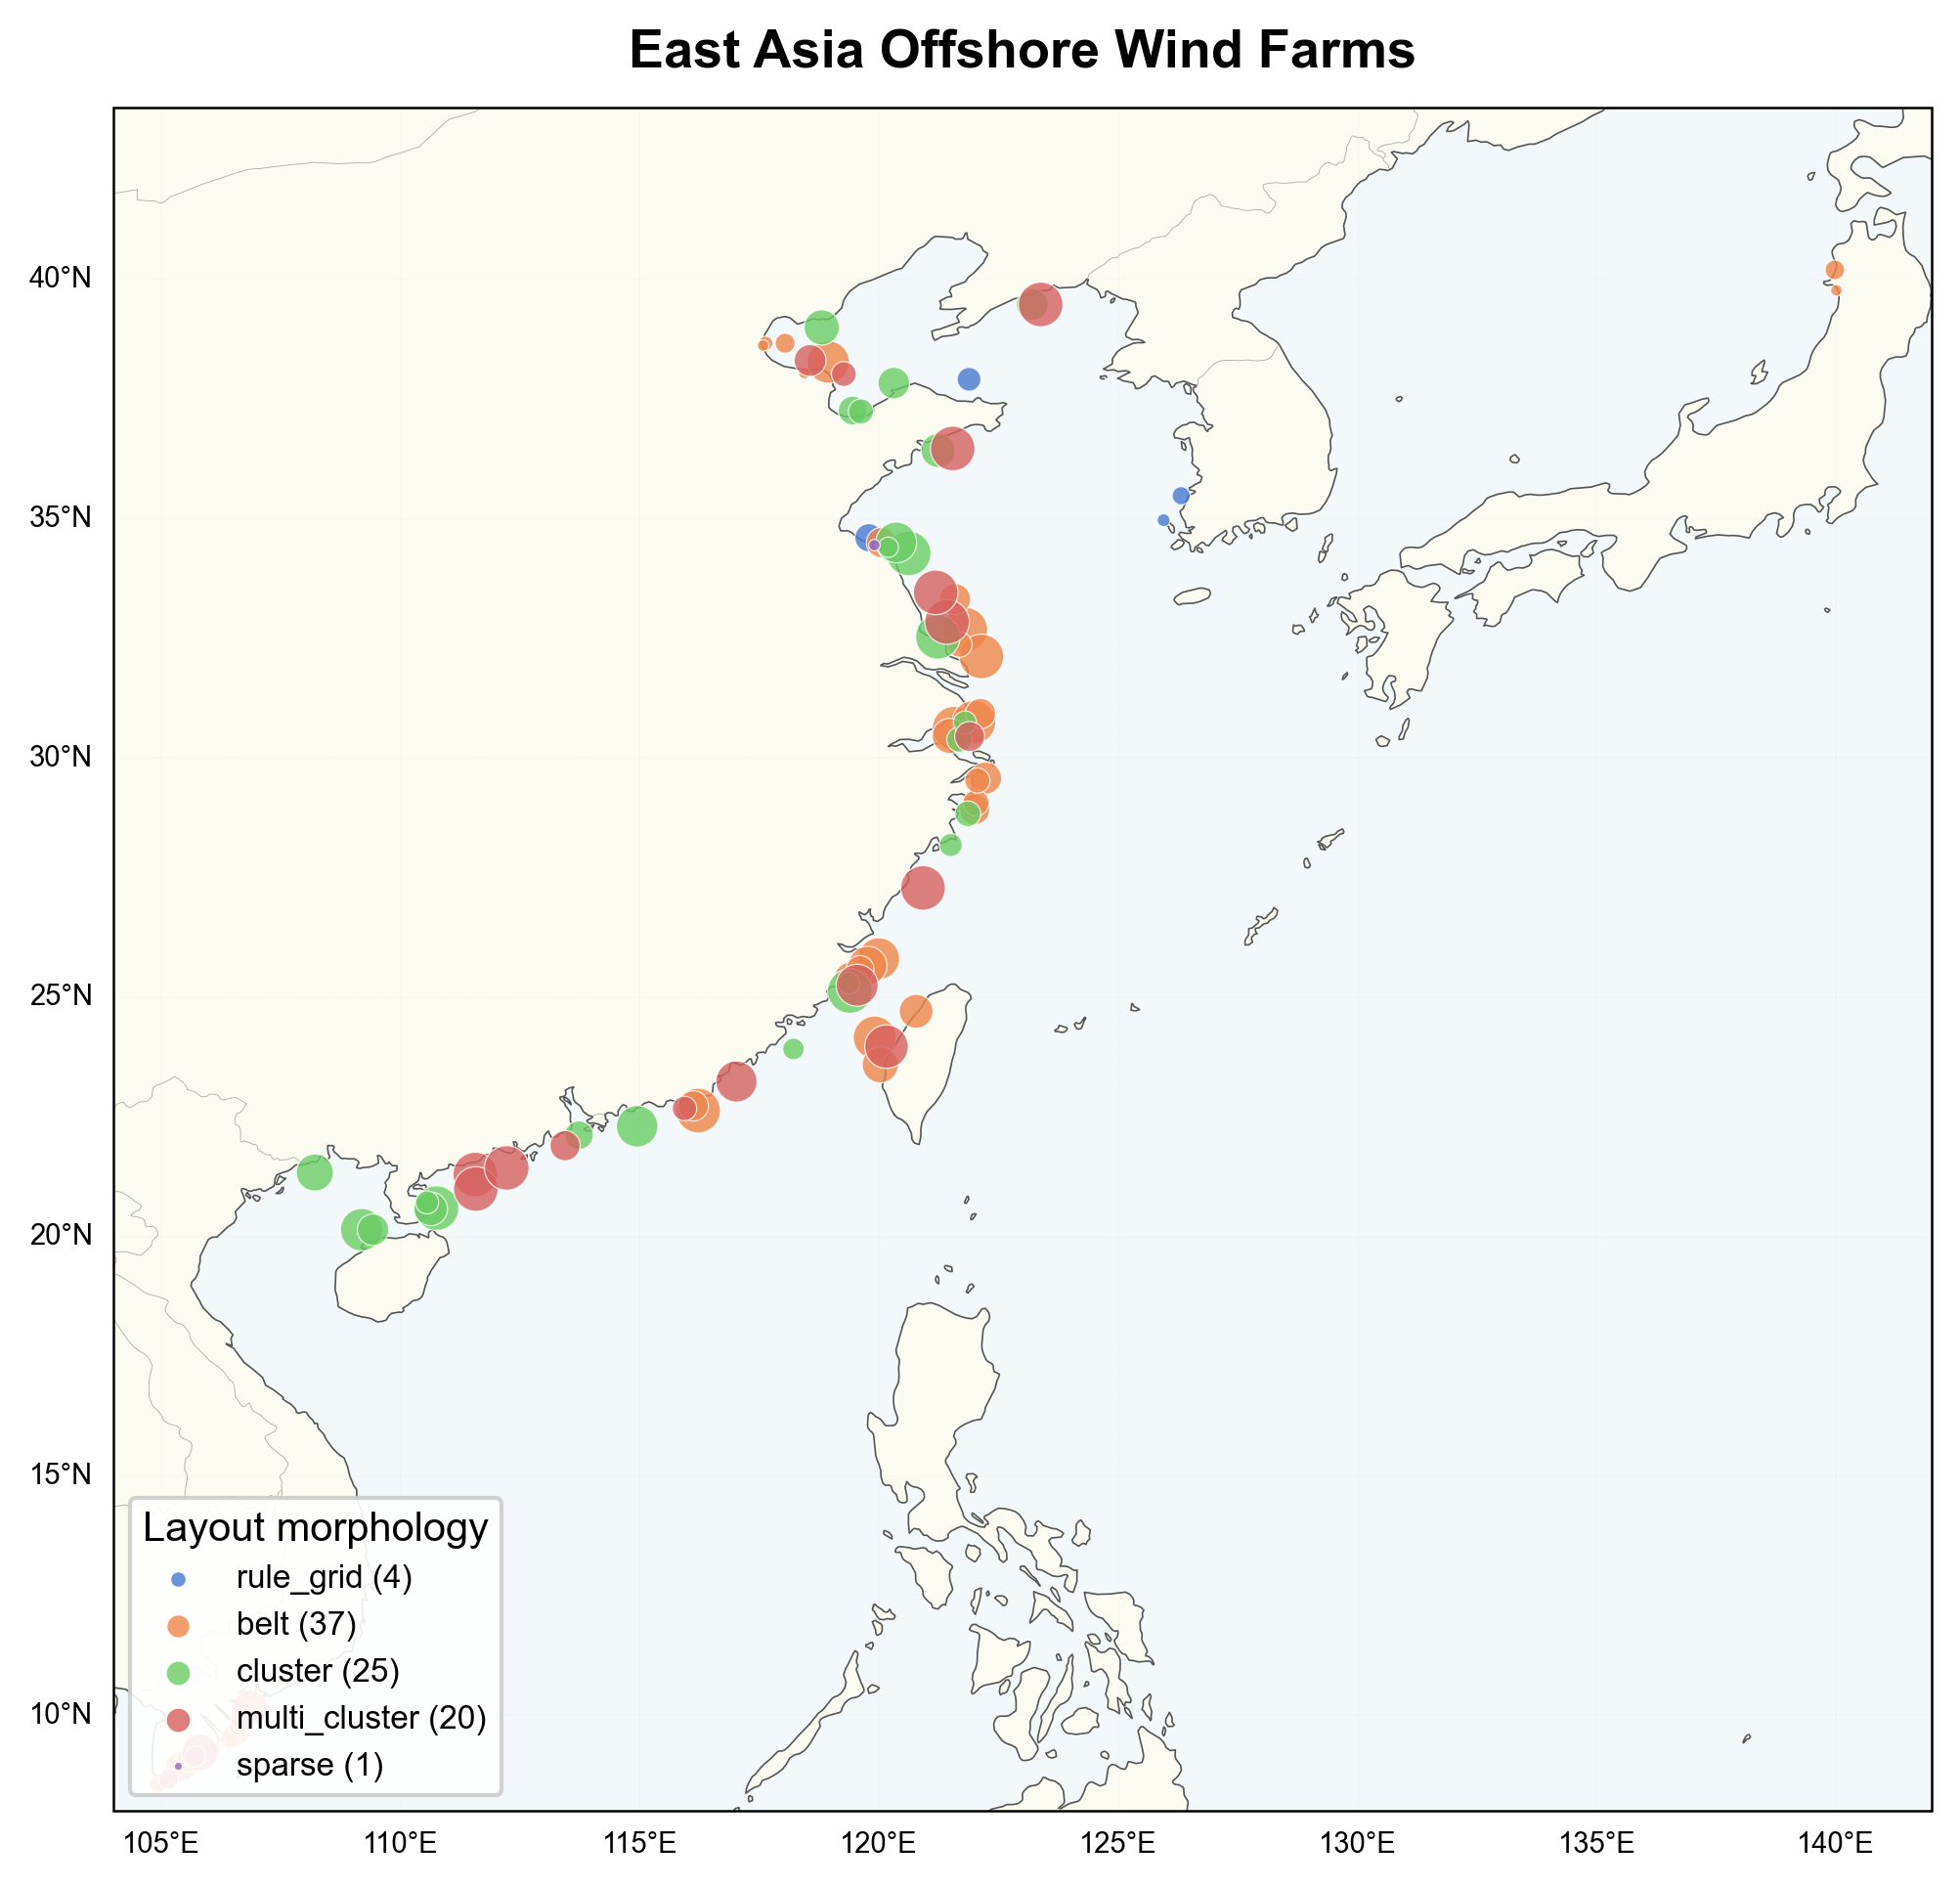 East Asia Offshore Wind Farms
40°N
35°N
30°N
25°N
20°N
15°N
10°N
Layout morphology
rule_grid (4)
belt (37)
cluster (25)
multi_cluster (20)
sparse (1)
105°E
110°E
115°E
120°E
125°E
130°E
135°E
140°E